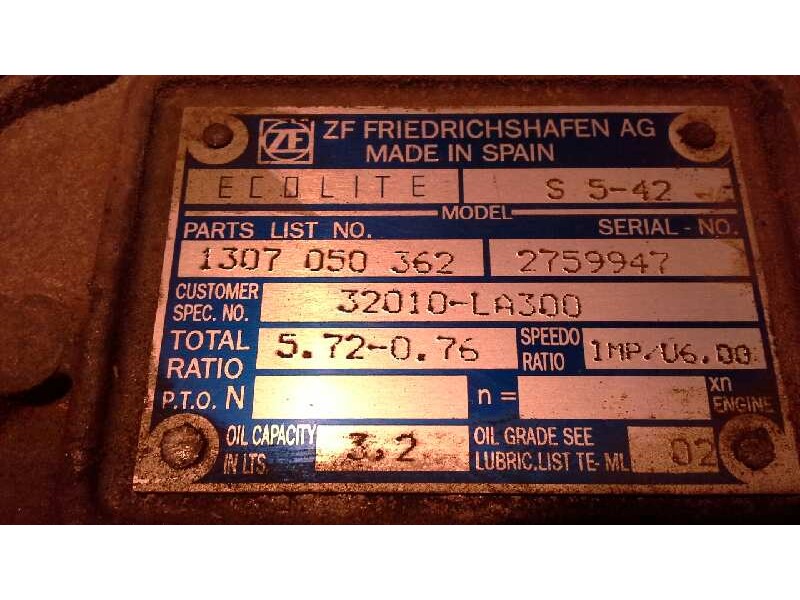 ZF ZF FRIEDRICHSHAFEN AG
MADE IN SPAIN
ECOLITE S 5-42
MODEL
PARTS LIST NO. SERIAL - NO.
1307 050 362 2759947
CUSTOMER
SPEC. NO. 32010-LA300
TOTAL
RATIO 5.72-0.76 SPEEDO
RATIO 1MP/U6.00
P.T.O. N n = xn
ENGINE
OIL CAPACITY
IN LTS. 3,2 OIL GRADE SEE
LUBRIC.LIST TE-ML 02